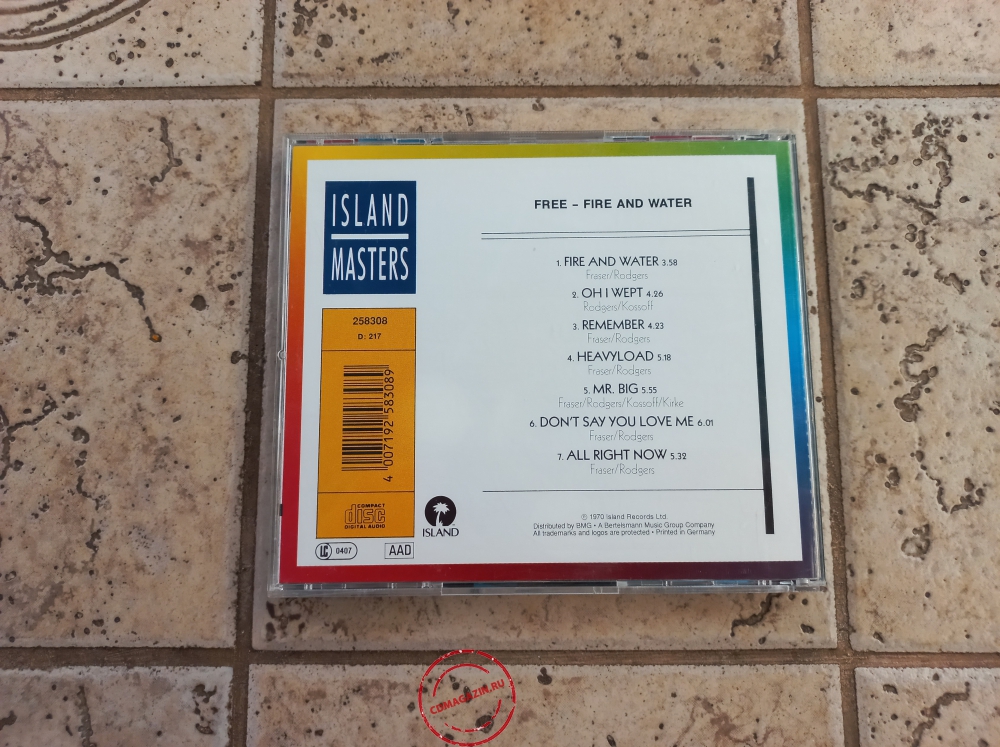 ISLAND
MASTERS
258308
D: 217
4 007192 583089
COMPACT
disc
DIGITAL AUDIO
LC 0407
AAD
ISLAND
FREE – FIRE AND WATER
1. FIRE AND WATER 3.58
Fraser/Rodgers
2. OH I WEPT 4.26
Rodgers/Kossoff
3. REMEMBER 4.23
Fraser/Rodgers
4. HEAVYLOAD 5.18
Fraser/Rodgers
5. MR. BIG 5.55
Fraser/Rodgers/Kossoff/Kirke
6. DON'T SAY YOU LOVE ME 6.01
Fraser/Rodgers
7. ALL RIGHT NOW 5.32
Fraser/Rodgers
℗ 1970 Island Records Ltd.
Distributed by BMG • A Bertelsmann Music Group Company
All trademarks and logos are protected • Printed in Germany
CDMAGAZIN.RU